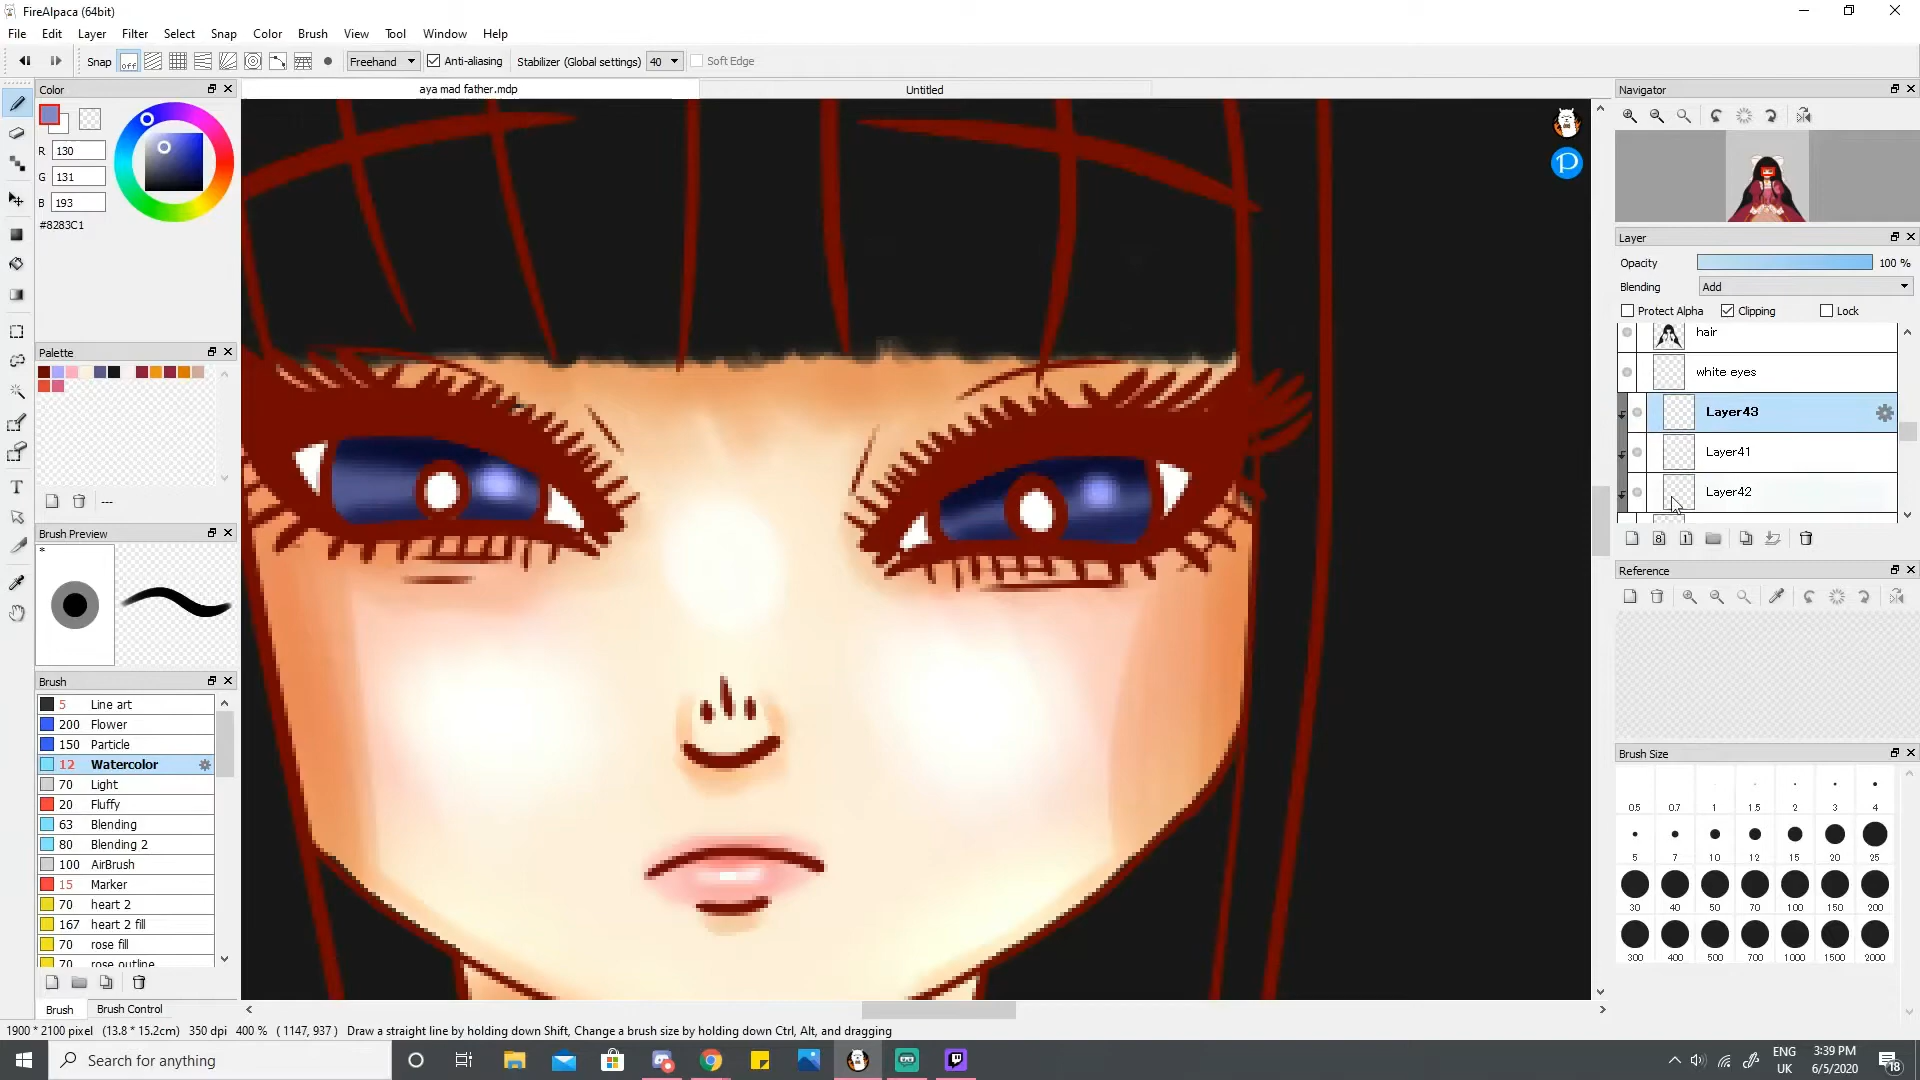 FireAlpaca (64bit)
File Edit Layer Filter Select Snap Color Brush View Tool Window Help
Snap off Freehand Anti-aliasing Stabilizer (Global settings) 40 Soft Edge
Color
R 130
G 131
B 193
#8283C1
Palette
---
Brush Preview
*
Brush
5 Line art
200 Flower
150 Particle
12 Watercolor
70 Light
20 Fluffy
63 Blending
80 Blending 2
100 AirBrush
15 Marker
70 heart 2
167 heart 2 fill
70 rose fill
70 rose outline
Brush Brush Control
aya mad father.mdp Untitled
P
Navigator
Layer
Opacity 100 %
Blending Add
Protect Alpha Clipping Lock
hair
white eyes
Layer43
Layer41
Layer42
8 1
Reference
Brush Size
0.5 0.7 1 1.5 2 3 4
5 7 10 12 15 20 25
30 40 50 70 100 150 200
300 400 500 700 1000 1500 2000
1900 * 2100 pixel (13.8 * 15.2cm) 350 dpi 400 % ( 1147, 937 ) Draw a straight line by holding down Shift, Change a brush size by holding down Ctrl, Alt, and dragging
Search for anything
ENG
UK
3:39 PM
6/5/2020
18